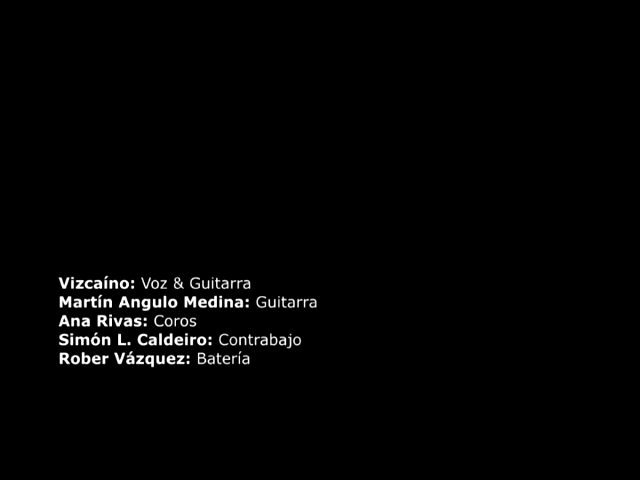 Vizcaíno: Voz & Guitarra
Martín Angulo Medina: Guitarra
Ana Rivas: Coros
Simón L. Caldeiro: Contrabajo
Rober Vázquez: Batería